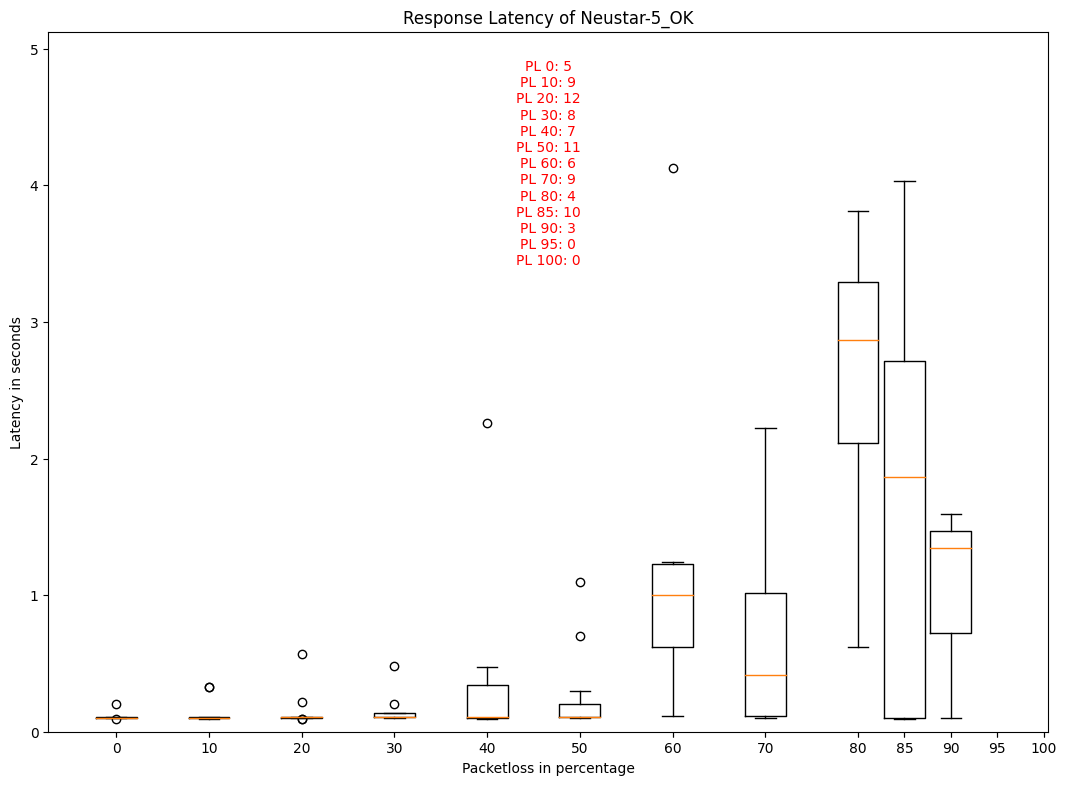 Response Latency of Neustar-5_OK
5
4
3
2
1
0
Latency in seconds
PL 0: 5
PL 10: 9
PL 20: 12
PL 30: 8
PL 40: 7
PL 50: 11
PL 60: 6
PL 70: 9
PL 80: 4
PL 85: 10
PL 90: 3
PL 95: 0
PL 100: 0
0 10 20 30 40 50 60 70 80 85 90 95 100
Packetloss in percentage